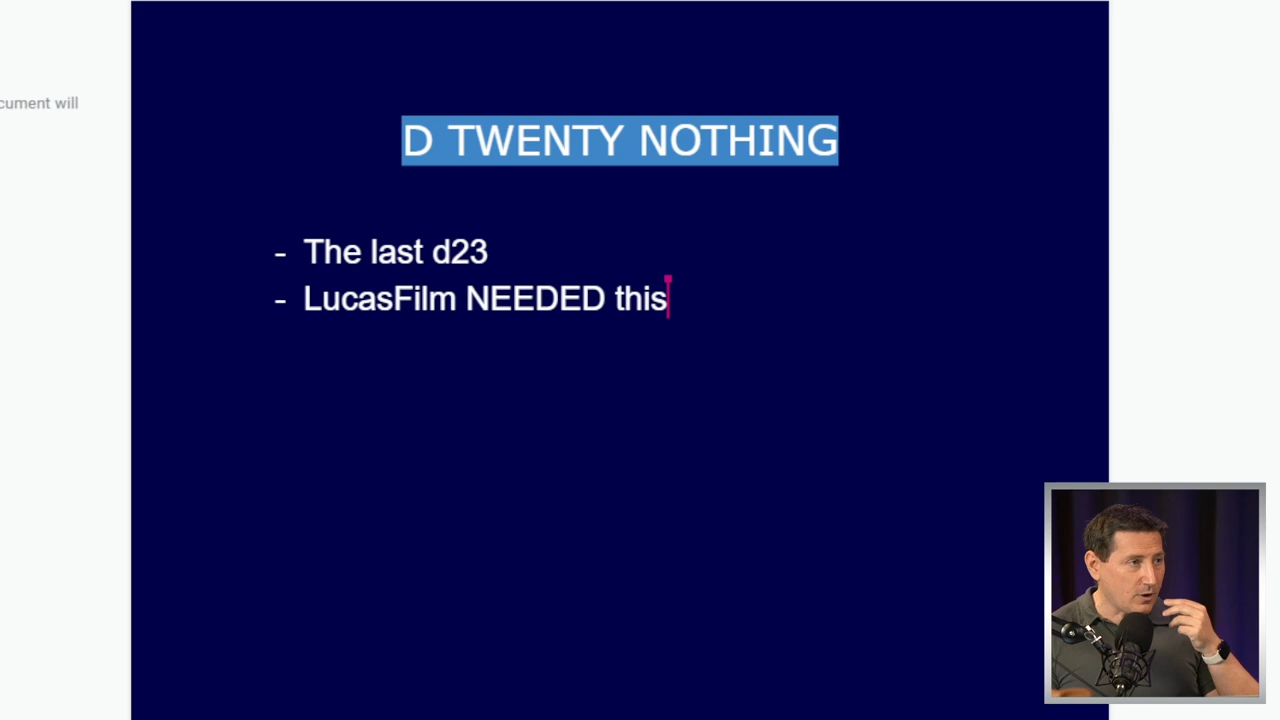 cument will
D TWENTY NOTHING
- The last d23
- LucasFilm NEEDED this